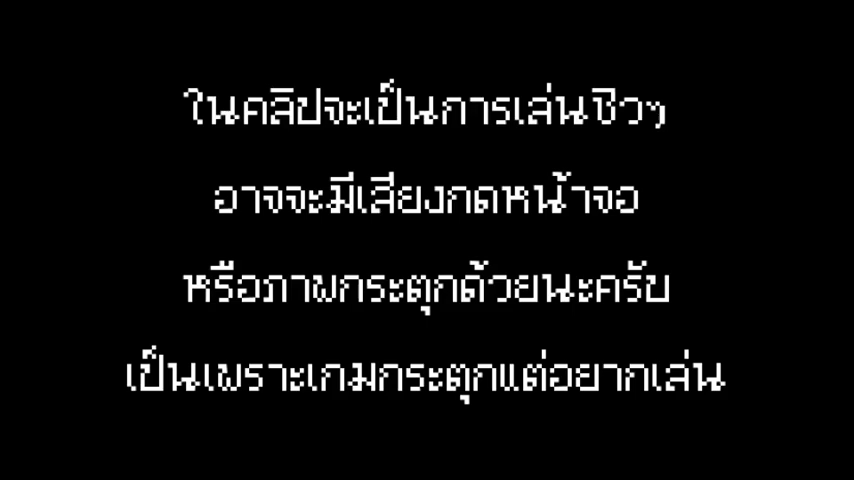 ในคลิปจะเป็นการเล่นชิวๆ
อาจจะมีเสียงกดหน้าจอ
หรือภาพกระตุกด้วยนะครับ
เป็นเพราะเกมกระตุกแต่อยากเล่น